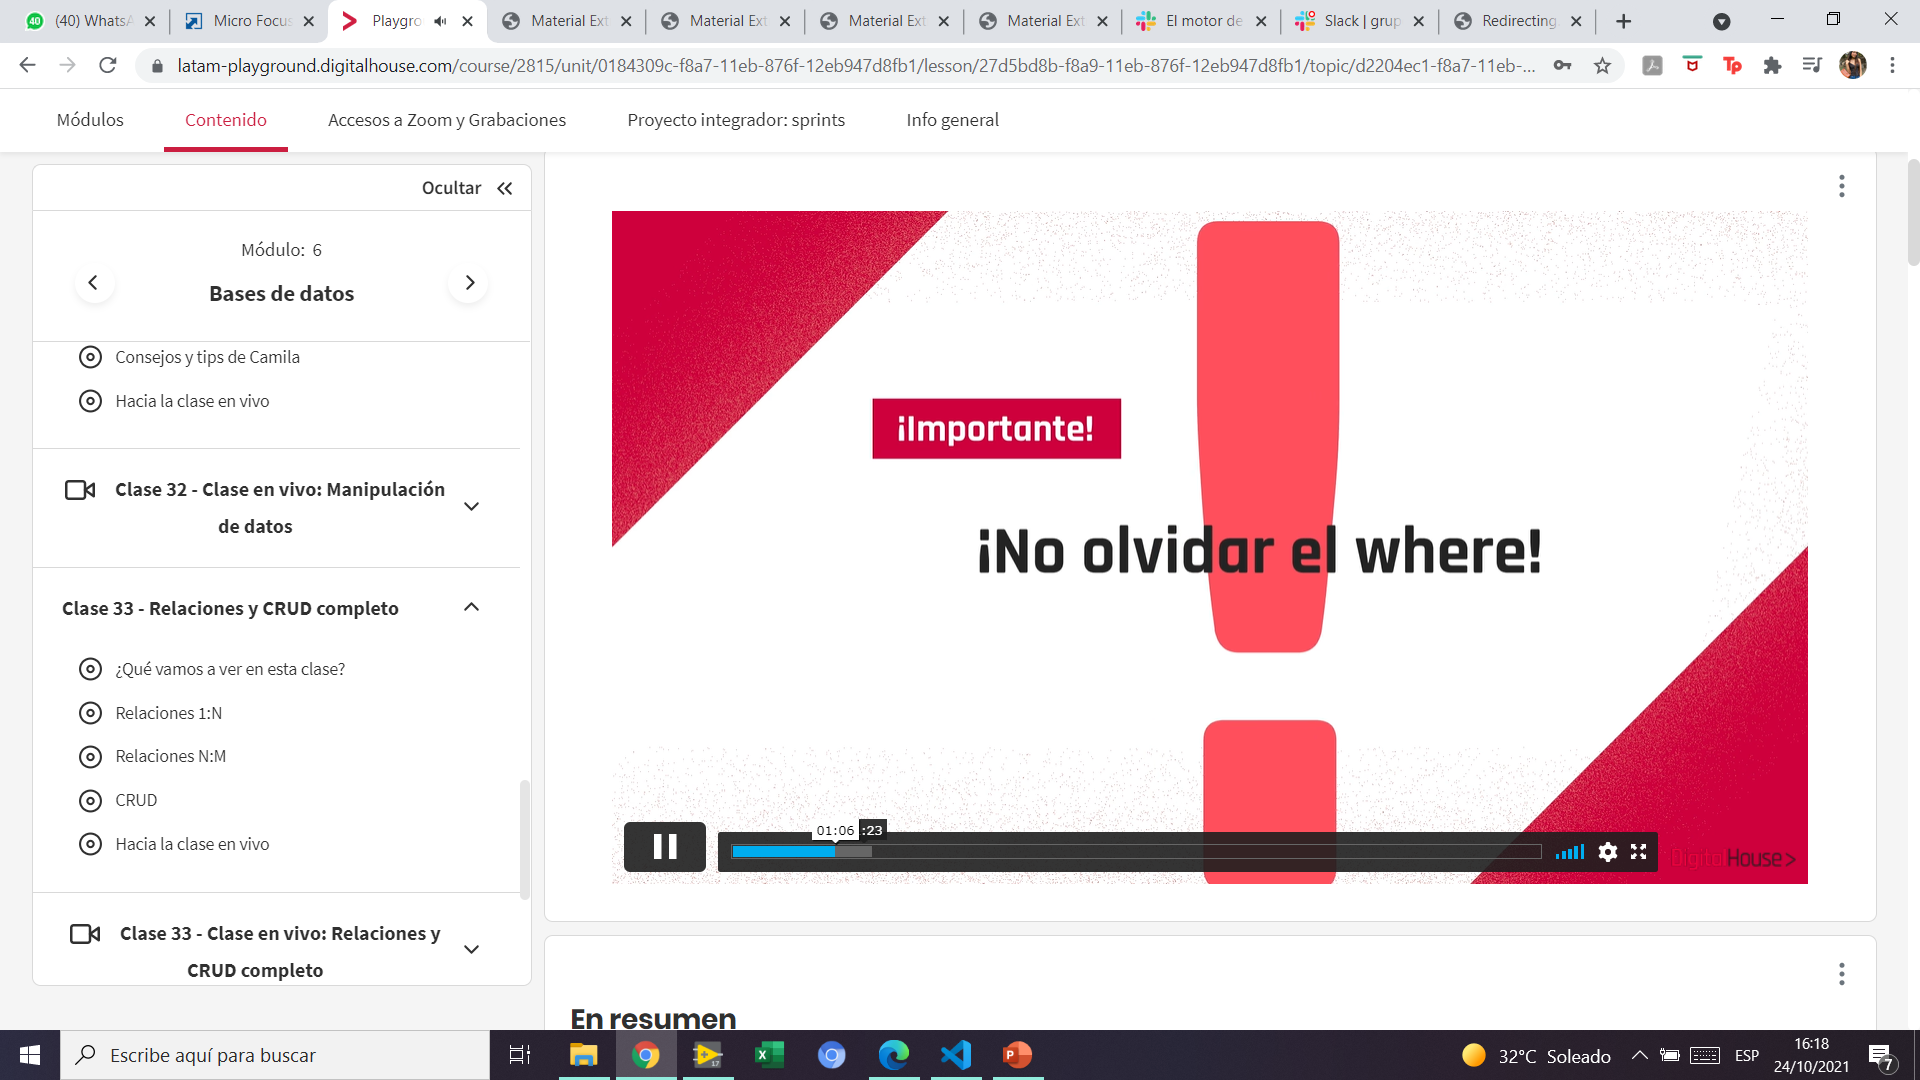 (40) WhatsA
Micro Focus
Playgro
Material Ext
Material Ext
Material Ext
Material Ext
El motor de
Slack | grup
Redirecting
latam-playground.digitalhouse.com/course/2815/unit/0184309c-f8a7-11eb-876f-12eb947d8fb1/lesson/27d5bd8b-f8a9-11eb-876f-12eb947d8fb1/topic/d2204ec1-f8a7-11eb-...
Módulos Contenido Accesos a Zoom y Grabaciones Proyecto integrador: sprints Info general
Ocultar
Módulo: 6
Bases de datos
Consejos y tips de Camila
Hacia la clase en vivo
Clase 32 - Clase en vivo: Manipulación
de datos
Clase 33 - Relaciones y CRUD completo
¿Qué vamos a ver en esta clase?
Relaciones 1:N
Relaciones N:M
CRUD
Hacia la clase en vivo
Clase 33 - Clase en vivo: Relaciones y
CRUD completo
¡Importante!
¡No olvidar el where!
01:06 :23
DigitalHouse>
En resumen
Escribe aquí para buscar
32°C Soleado
ESP
16:18
24/10/2021
7